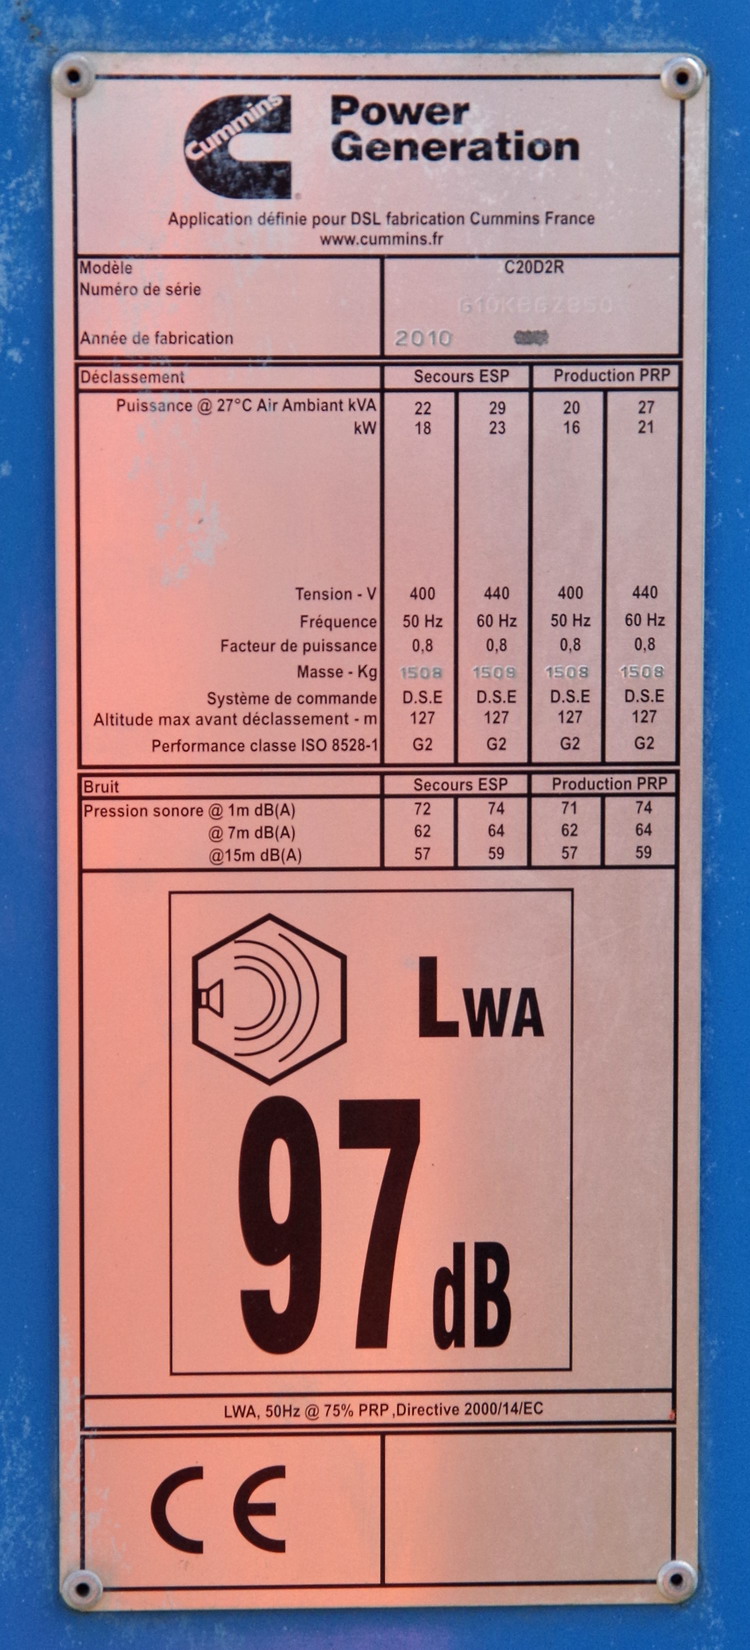 Cummins
Power
Generation
Application définie pour DSL fabrication Cummins France
www.cummins.fr
Modèle C20D2R
Numéro de série
Année de fabrication 2010
Déclassement Secours ESP Production PRP
Puissance @ 27°C Air Ambiant kVA 22 29 20 27
kW 18 23 16 21
Tension - V 400 440 400 440
Fréquence 50 Hz 60 Hz 50 Hz 60 Hz
Facteur de puissance 0,8 0,8 0,8 0,8
Masse - Kg 1508 1508 1508 1508
Système de commande D.S.E D.S.E D.S.E D.S.E
Altitude max avant déclassement - m 127 127 127 127
Performance classe ISO 8528-1 G2 G2 G2 G2
Bruit Secours ESP Production PRP
Pression sonore @ 1m dB(A) 72 74 71 74
@ 7m dB(A) 62 64 62 64
@15m dB(A) 57 59 57 59
LWA
97 dB
LWA, 50Hz @ 75% PRP ,Directive 2000/14/EC
CE